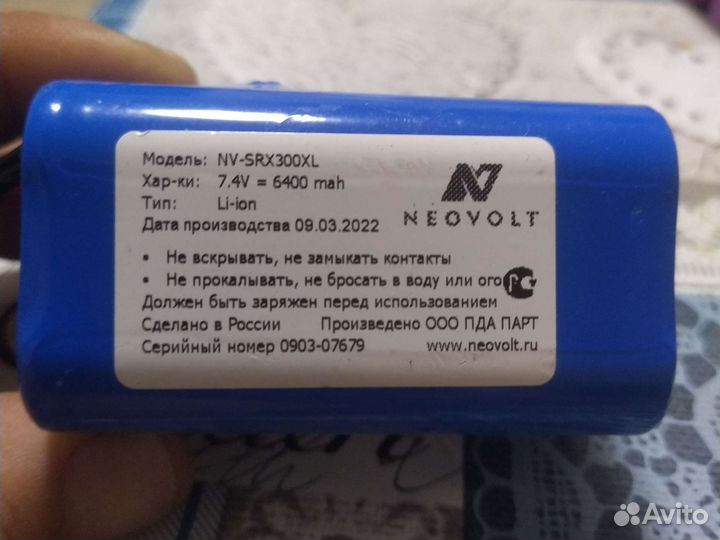 Модель: NV-SRX300XL
Хар-ки: 7.4V = 6400 mah
Тип: Li-ion
Дата производства 09.03.2022
NEOVOLT
• Не вскрывать, не замыкать контакты
• Не прокалывать, не бросать в воду или ого
Должен быть заряжен перед использованием
Сделано в России Произведено ООО ПДА ПАРТ
Серийный номер 0903-07679 www.neovolt.ru
Avito